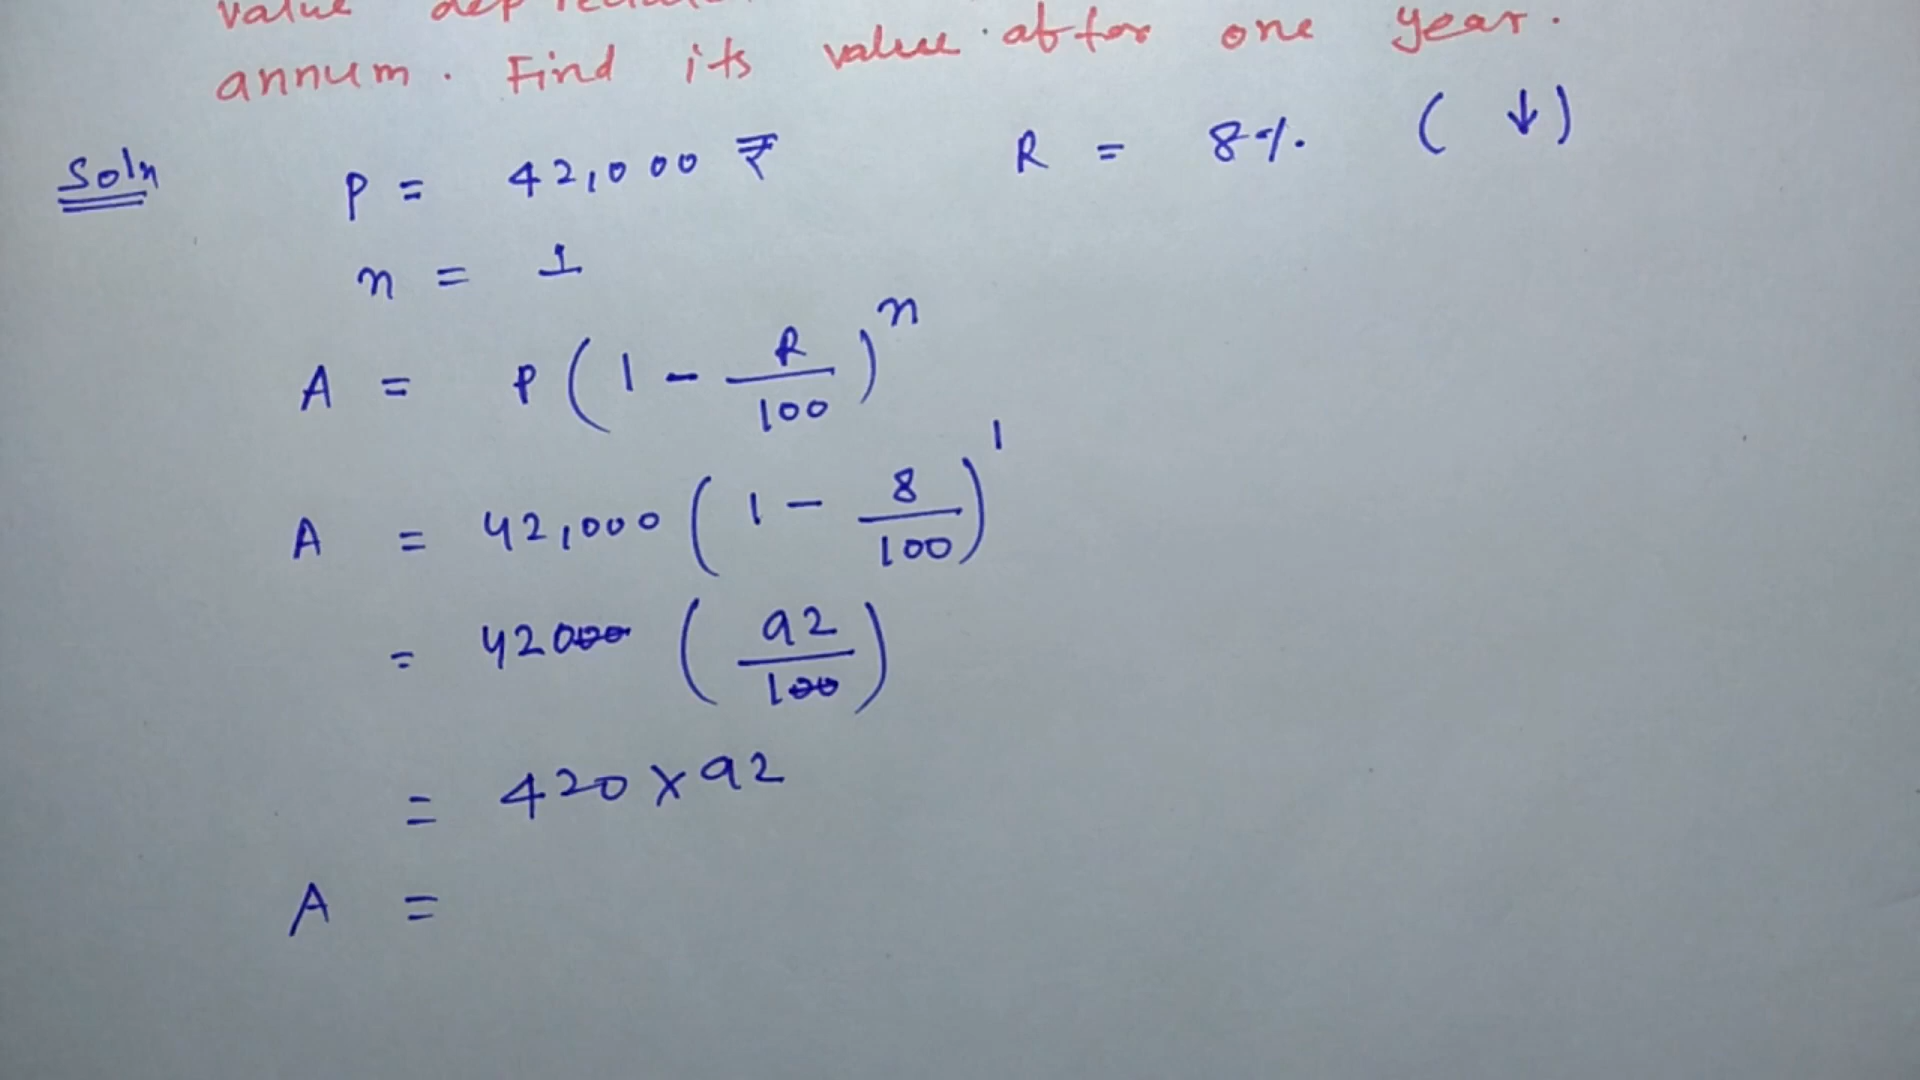 value
annum. Find its value after one year.
Soln P = 42,000 ₹ R = 8% (↓)
n = 1
A = P(1 - R/100)^n
A = 42,000 (1 - 8/100)^1
= 42000 (92/100)
= 420 x 92
A =